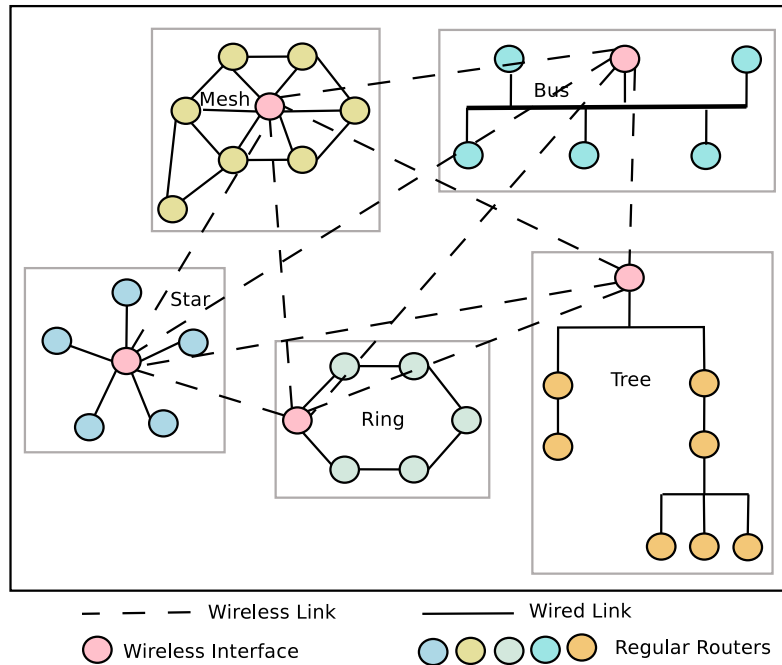 Mesh
Bus
Star
Ring
Tree
Wireless Link
Wired Link
Wireless Interface
Regular Routers